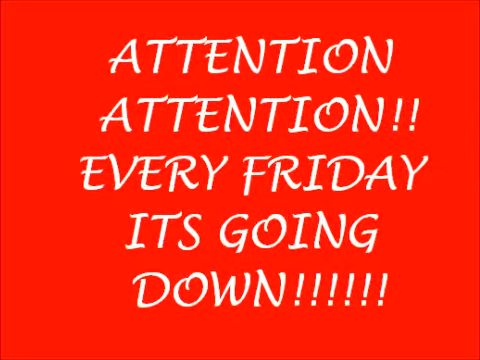 ATTENTION
ATTENTION!!
EVERY FRIDAY
ITS GOING
DOWN!!!!!!